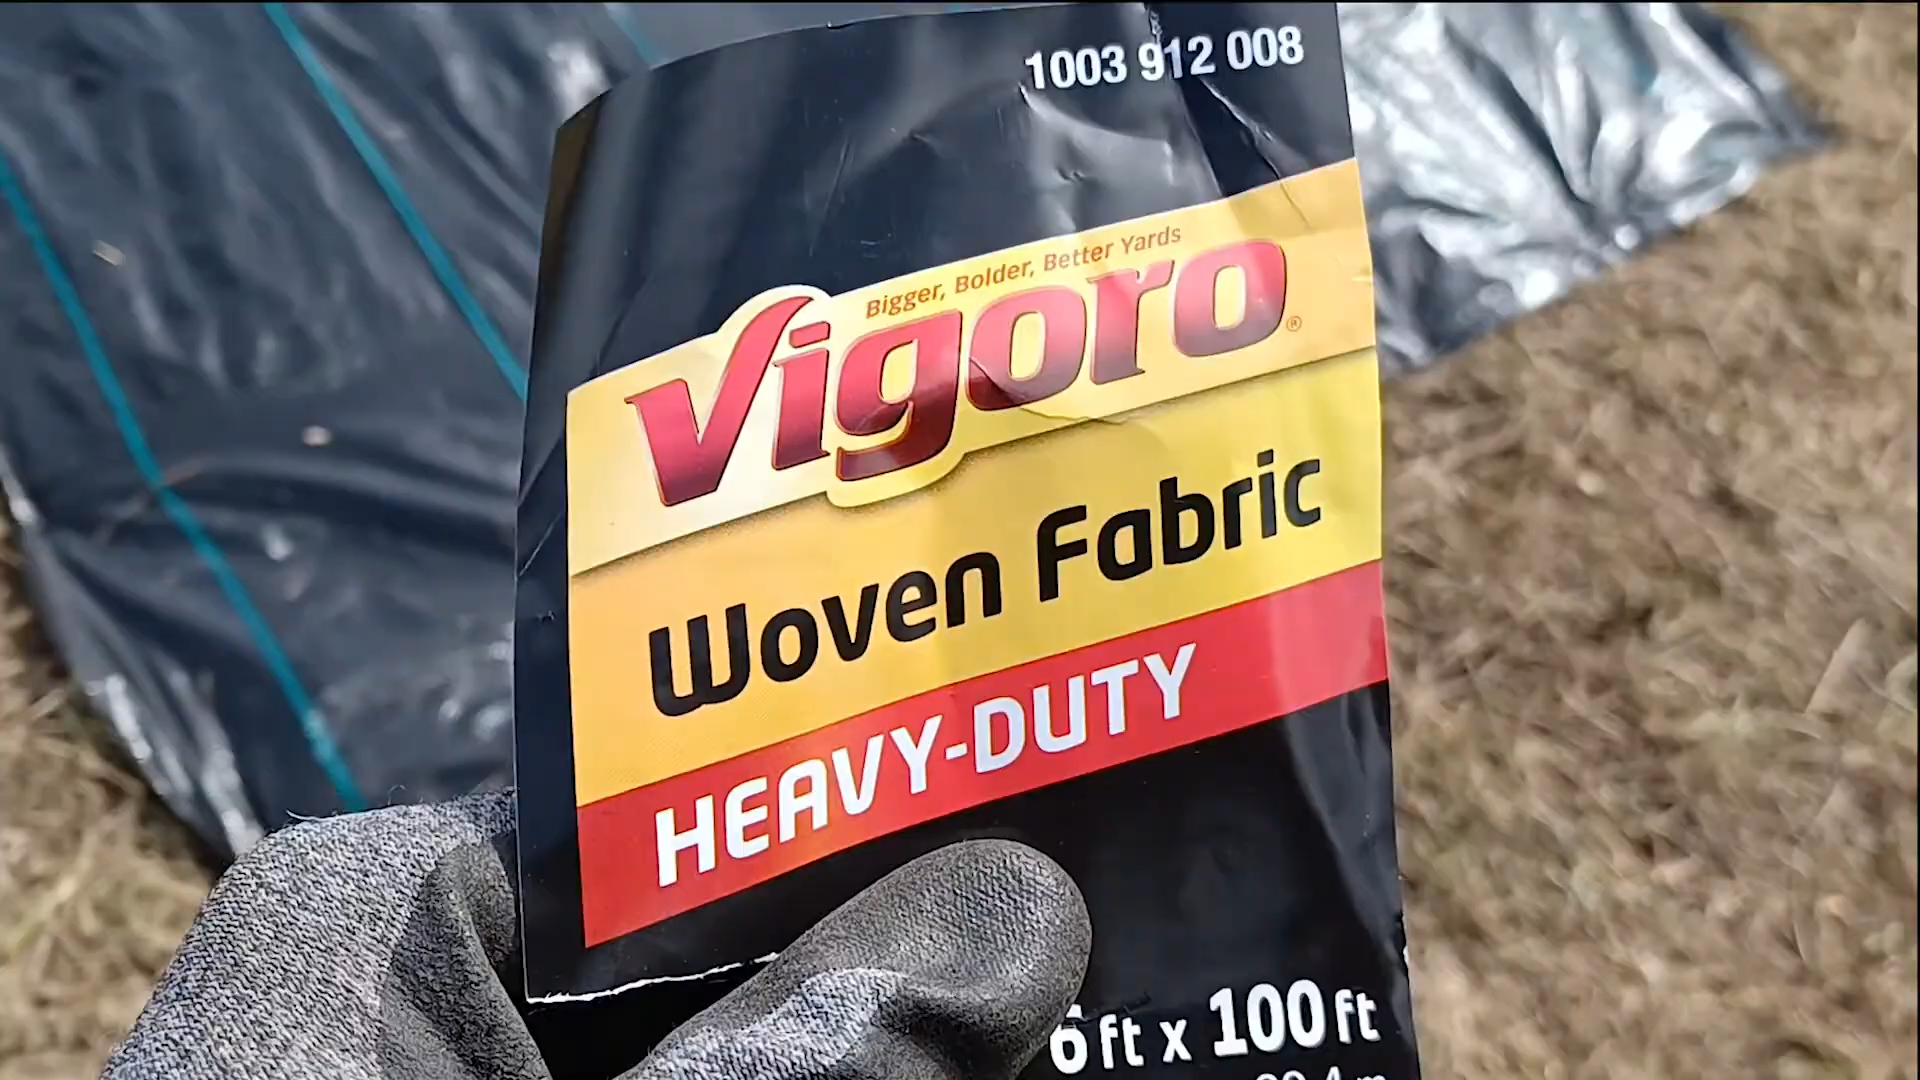 1003 912 008
Bigger, Bolder, Better Yards
Vigoro®
Woven Fabric
HEAVY-DUTY
6 ft x 100 ft